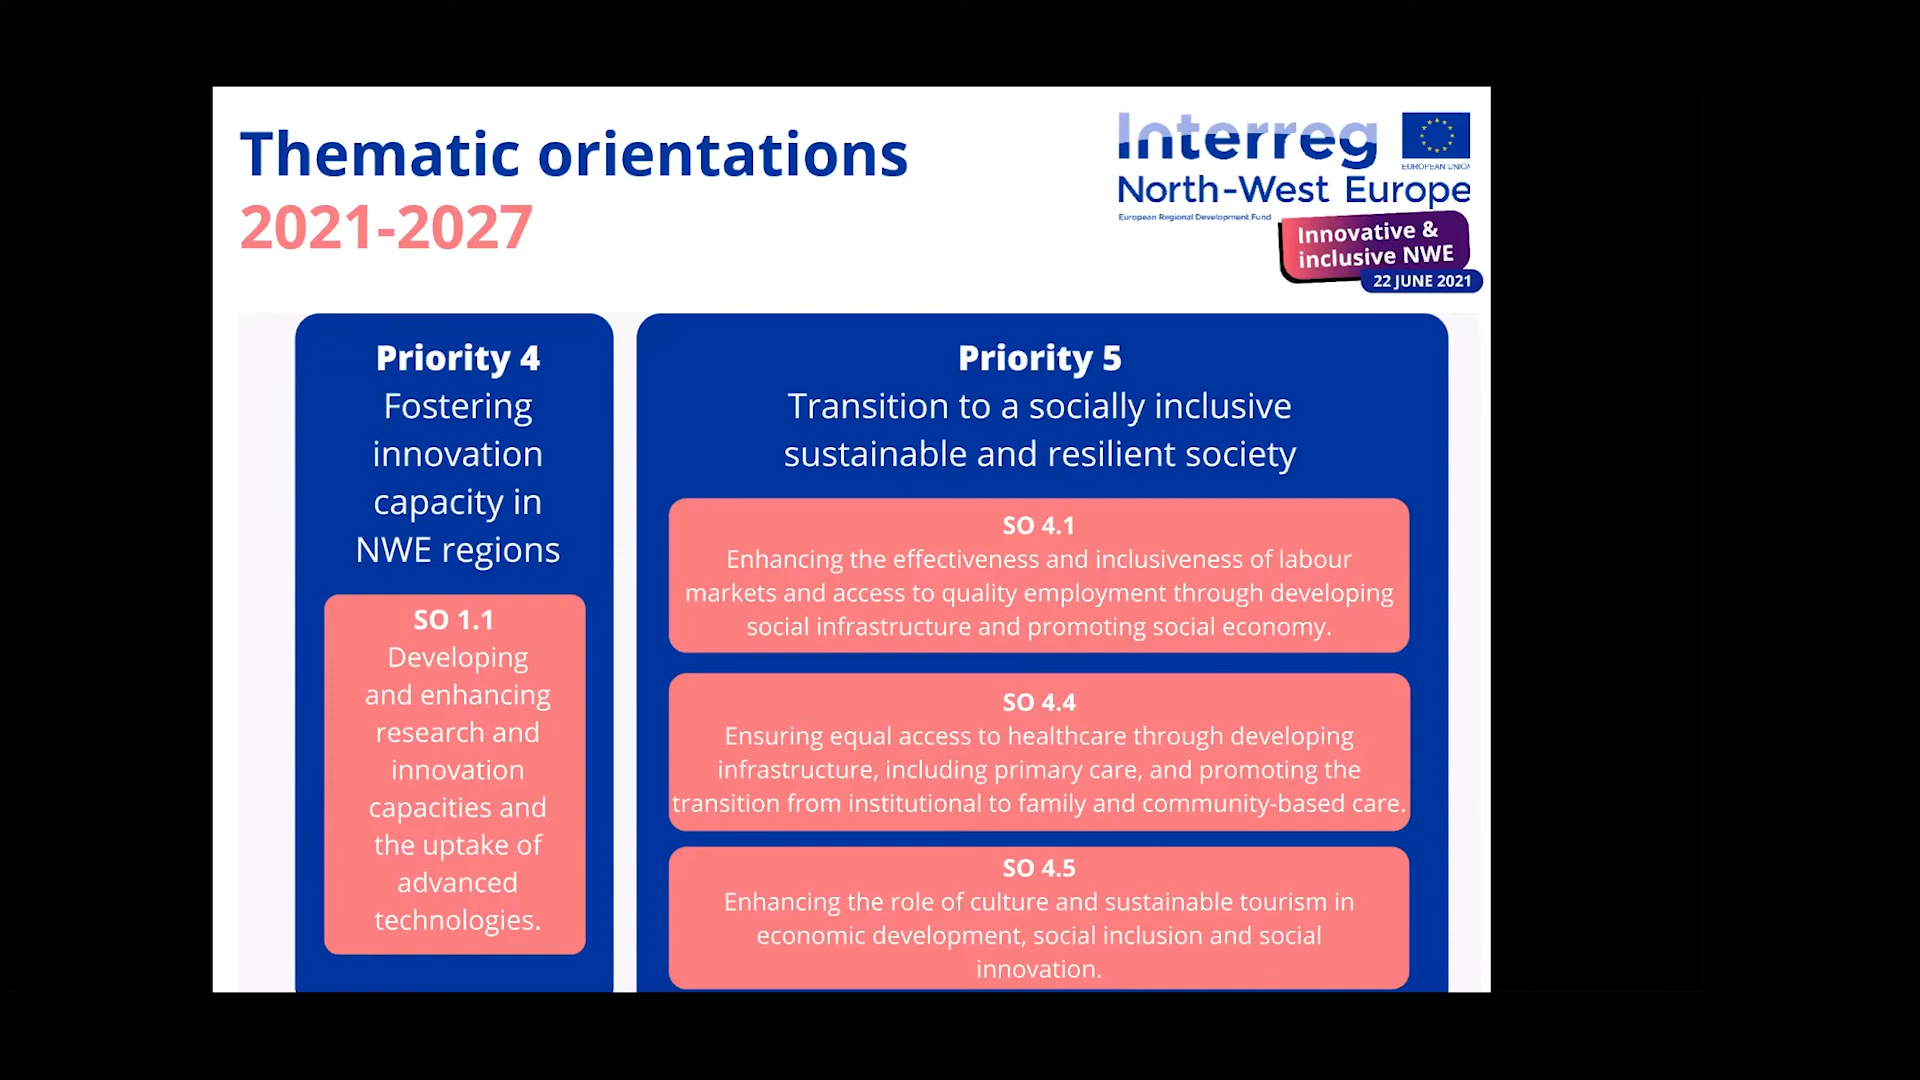 Thematic orientations
2021-2027
Interreg
EUROPEAN UNION
North-West Europe
European Regional Development Fund
Innovative &
inclusive NWE
22 JUNE 2021
Priority 4
Fostering
innovation
capacity in
NWE regions
SO 1.1
Developing
and enhancing
research and
innovation
capacities and
the uptake of
advanced
technologies.
Priority 5
Transition to a socially inclusive
sustainable and resilient society
SO 4.1
Enhancing the effectiveness and inclusiveness of labour
markets and access to quality employment through developing
social infrastructure and promoting social economy.
SO 4.4
Ensuring equal access to healthcare through developing
infrastructure, including primary care, and promoting the
transition from institutional to family and community-based care.
SO 4.5
Enhancing the role of culture and sustainable tourism in
economic development, social inclusion and social
innovation.